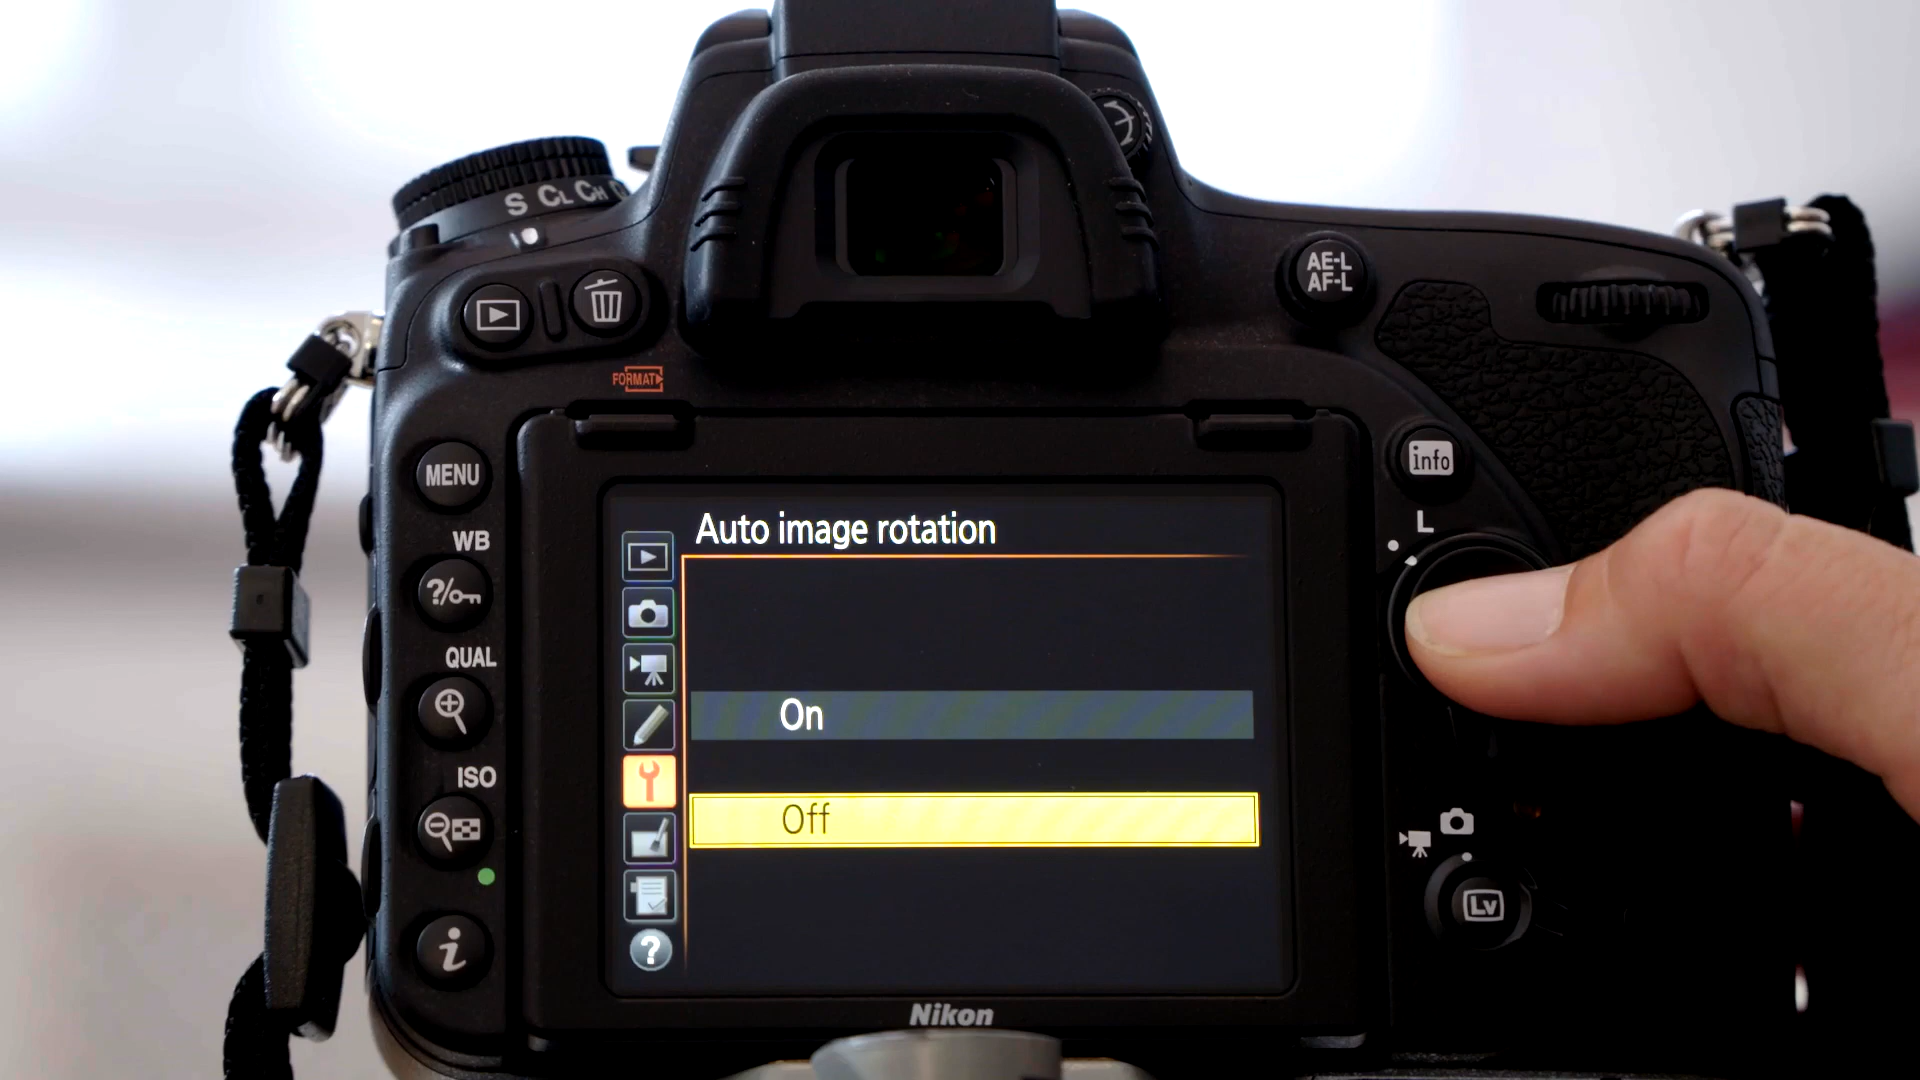 S CL CH
AE-L
AF-L
FORMAT
MENU
info
WB
L
Auto image rotation
?/
QUAL
On
ISO
Off
Lv
i
?
Nikon